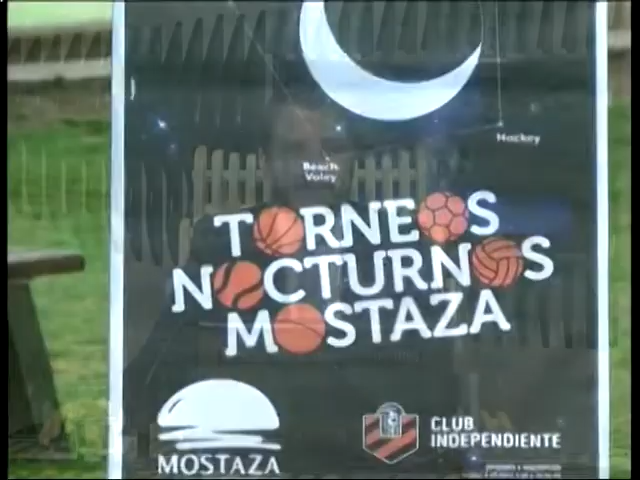 Hockey
Beach
Voley
TORNEOS
NOCTURNOS
MOSTAZA
MOSTAZA
CLUB
INDEPENDIENTE